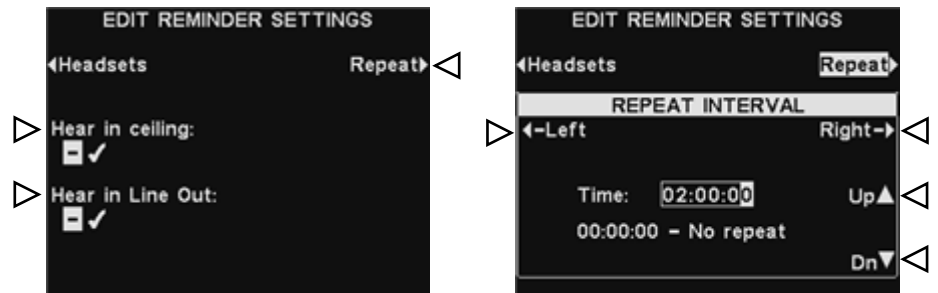 EDIT REMINDER SETTINGS
Headsets Repeat
Hear in ceiling:
- ✓
Hear in Line Out:
- ✓
EDIT REMINDER SETTINGS
Headsets Repeat
REPEAT INTERVAL
-Left Right-
Time: 02:00:00 Up
00:00:00 - No repeat
Dn